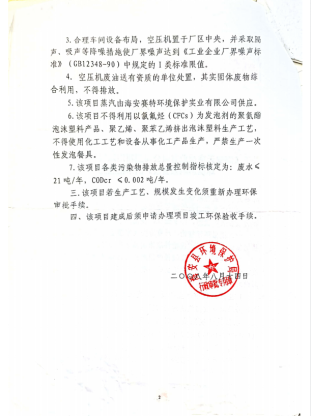 3.合理车间设备布局，空压机置于厂区中央，并采取隔
声、吸声等降噪措施使厂界噪声达到《工业企业厂界噪声标
准》（GB12348-90）中规定的1类标准限值。
4、空压机废油送有资质的单位处置，其实固体废物综
合利用，不得排放。
5.该项目蒸汽由海安赛特环境保护实业有限公司供应。
6.该项目不得利用以氯氟烃（CFCs）为发泡剂的聚氨酯
泡沫塑料产品，聚乙烯、聚苯乙烯挤出泡沫塑料生产工艺，
不得使用化工工艺和设备从事化工产品生产，严禁生产一次
性发泡餐具。
7.该项目各类污染物排放总量控制指标核定为：废水≤
21吨/年、CODcr ≤0.002吨/年。
三、该项目若生产工艺、规模发生变化须重新办理环保
审批手续。
四、该项目建成后须申请办理项目竣工环保验收手续。
海安县环境保护局
行政审批专用章
二〇〇八年八月十四日
3